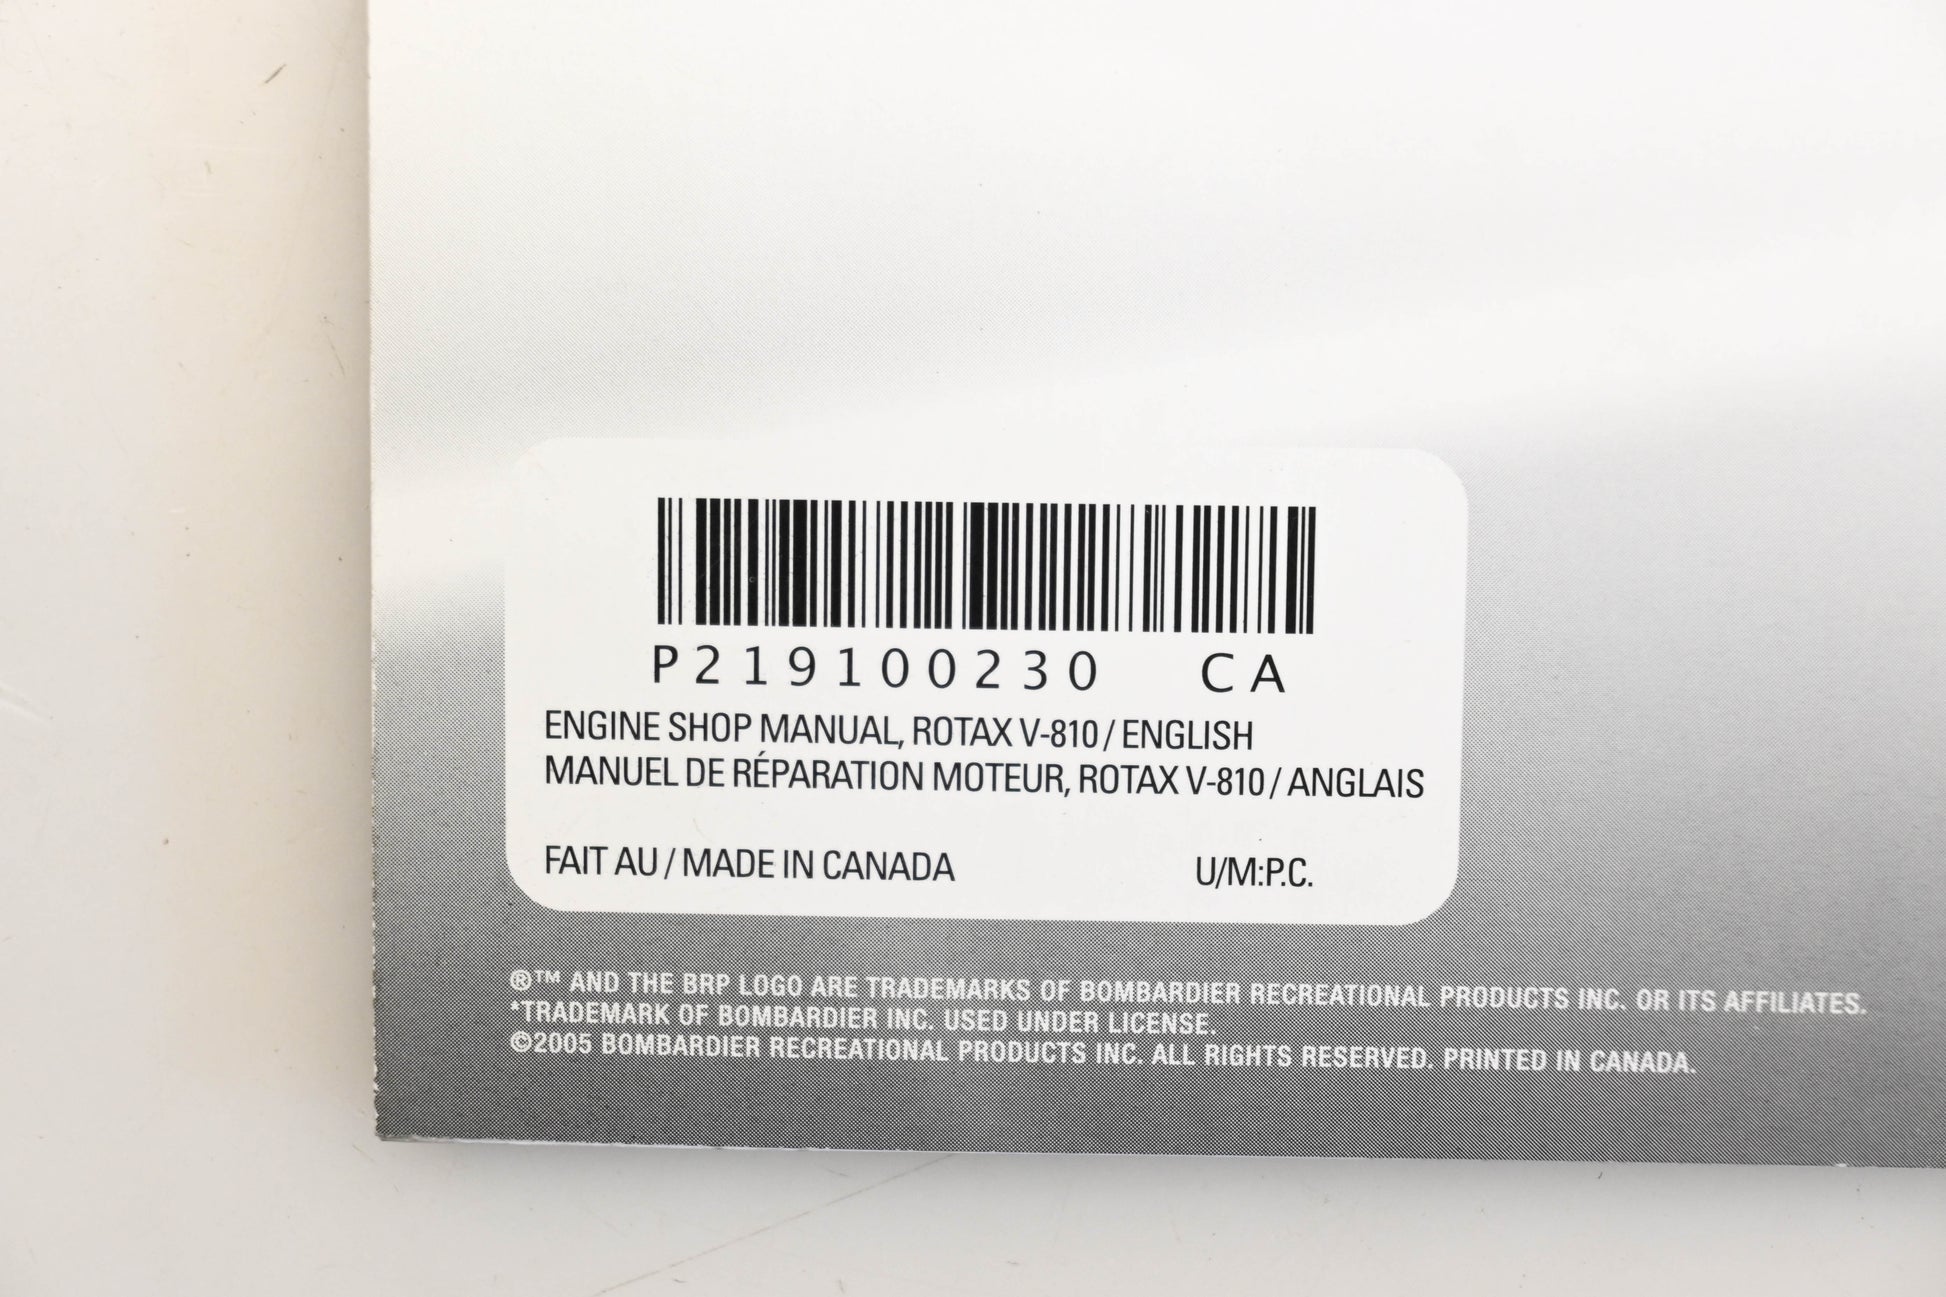 P219100230 CA
ENGINE SHOP MANUAL, ROTAX V-810 / ENGLISH
MANUEL DE RÉPARATION MOTEUR, ROTAX V-810 / ANGLAIS
FAIT AU / MADE IN CANADA U/M:P.C.
®™ AND THE BRP LOGO ARE TRADEMARKS OF BOMBARDIER RECREATIONAL PRODUCTS INC. OR ITS AFFILIATES.
*TRADEMARK OF BOMBARDIER INC. USED UNDER LICENSE.
©2005 BOMBARDIER RECREATIONAL PRODUCTS INC. ALL RIGHTS RESERVED. PRINTED IN CANADA.